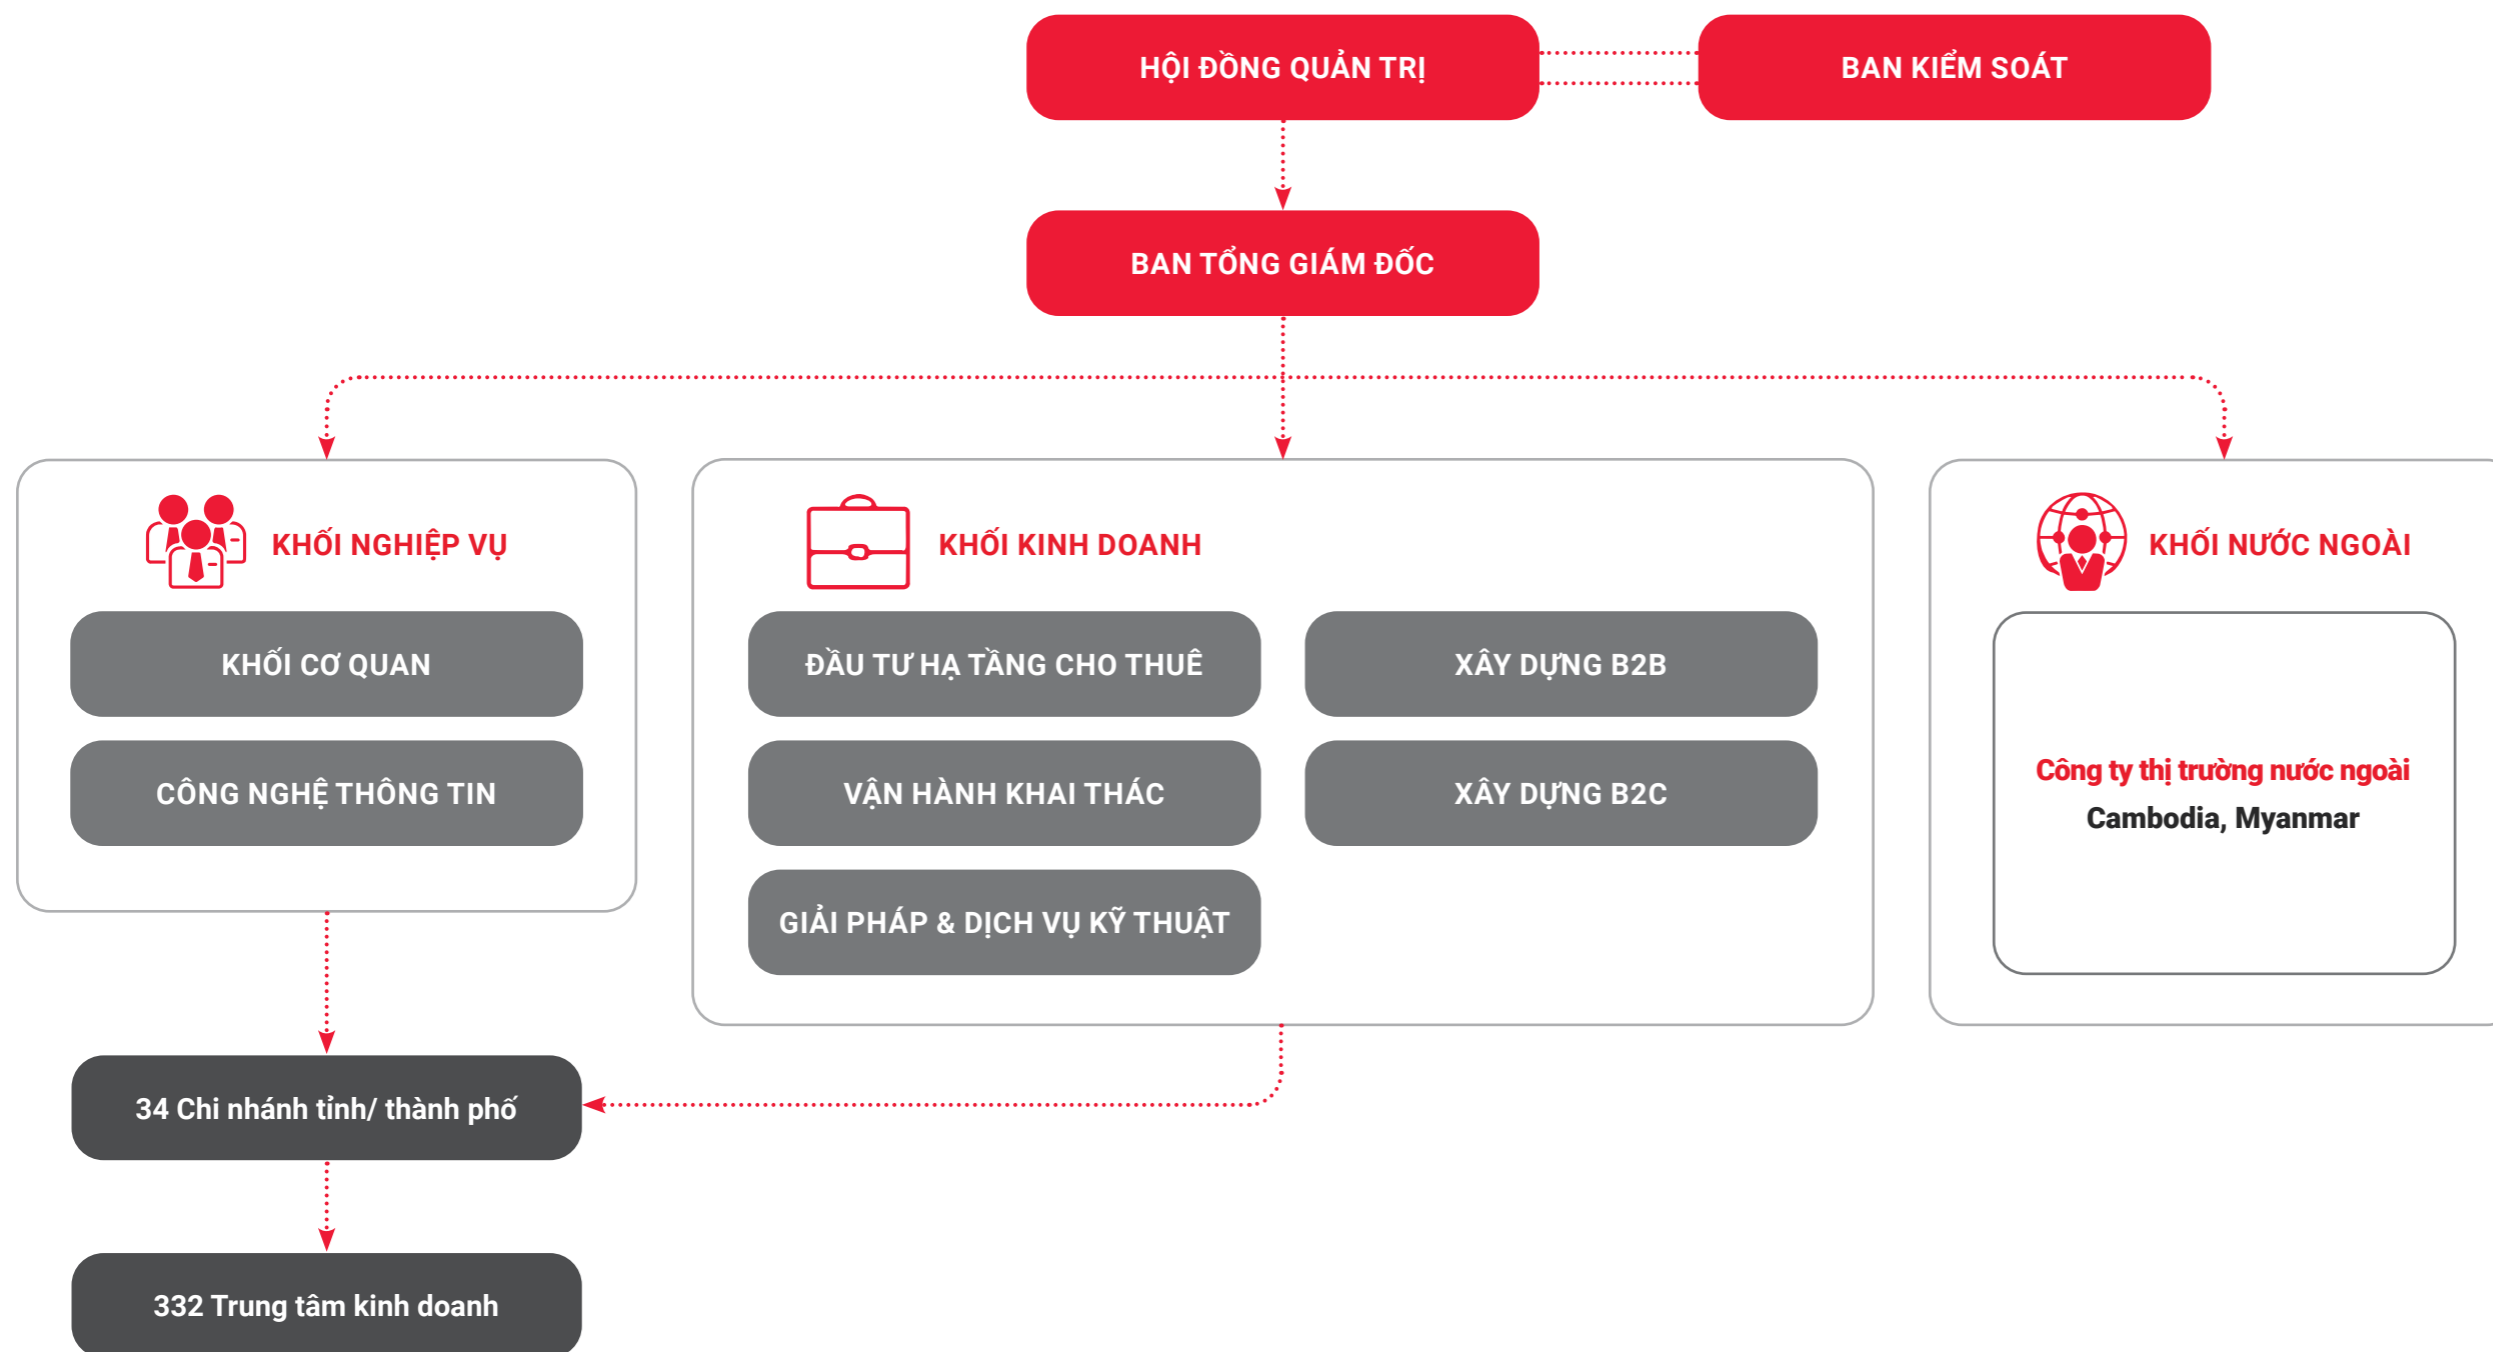 HỘI ĐỒNG QUẢN TRỊ
BAN KIỂM SOÁT
BAN TỔNG GIÁM ĐỐC
KHỐI NGHIỆP VỤ
KHỐI CƠ QUAN
CÔNG NGHỆ THÔNG TIN
KHỐI KINH DOANH
ĐẦU TƯ HẠ TẦNG CHO THUÊ
XÂY DỰNG B2B
VẬN HÀNH KHAI THÁC
XÂY DỰNG B2C
GIẢI PHÁP & DỊCH VỤ KỸ THUẬT
KHỐI NƯỚC NGOÀI
Công ty thị trường nước ngoài
Cambodia, Myanmar
34 Chi nhánh tỉnh/ thành phố
332 Trung tâm kinh doanh